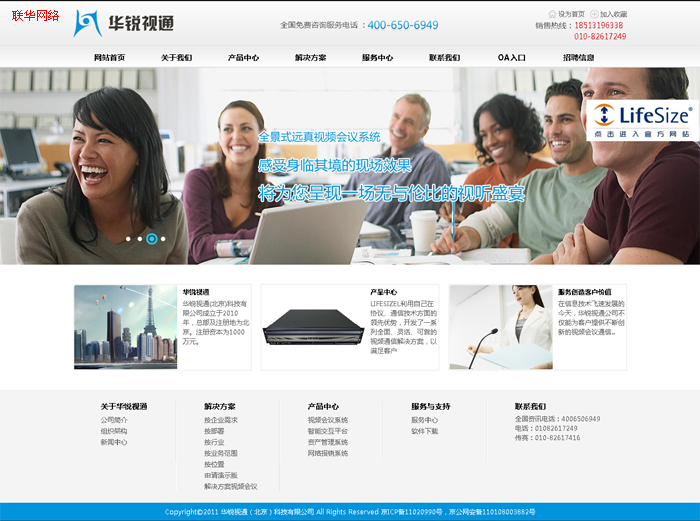 联华网络
华锐视通
设为首页 加入收藏
全国免费咨询服务电话：400-650-6949
销售热线：18513196338
010-82617249
网站首页 关于我们 产品中心 解决方案 服务中心 联系我们 OA入口 招聘信息
全景式远真视频会议系统
感受身临其境的现场效果
将为您呈现一场无与伦比的视听盛宴
LifeSize®
点击进入官方网站
华锐视通
华锐视通(北京)科技有
限公司成立于2010
年，总部及注册地为北
京。注册资本为1000
万元。
产品中心
LIFESIZE\利用自己在
协议、通信技术方面的
领先优势，开发了一系
列全面、灵活、可靠的
视频通信解决方案，以
满足客户
服务创造客户价值
在信息技术飞速发展的
今天，华锐视通公司不
仅能为客户提供不断创
新的视频会议通信..
关于华锐视通
公司简介
组织架构
新闻中心
解决方案
按企业需求
按部署
按行业
按业务范围
按位置
申请演示版
解决方案视频会议
产品中心
视频会议系统
智能交互平台
资产管理系统
网络报销系统
服务与支持
服务中心
软件下载
联系我们
全国资讯电话：4006506949
电话：01082617249
传真：010-82617416
Copyright©2011 华锐视通（北京）科技有限公司 All Rights Reserved 京ICP备11020990号，京公网安备110108003882号